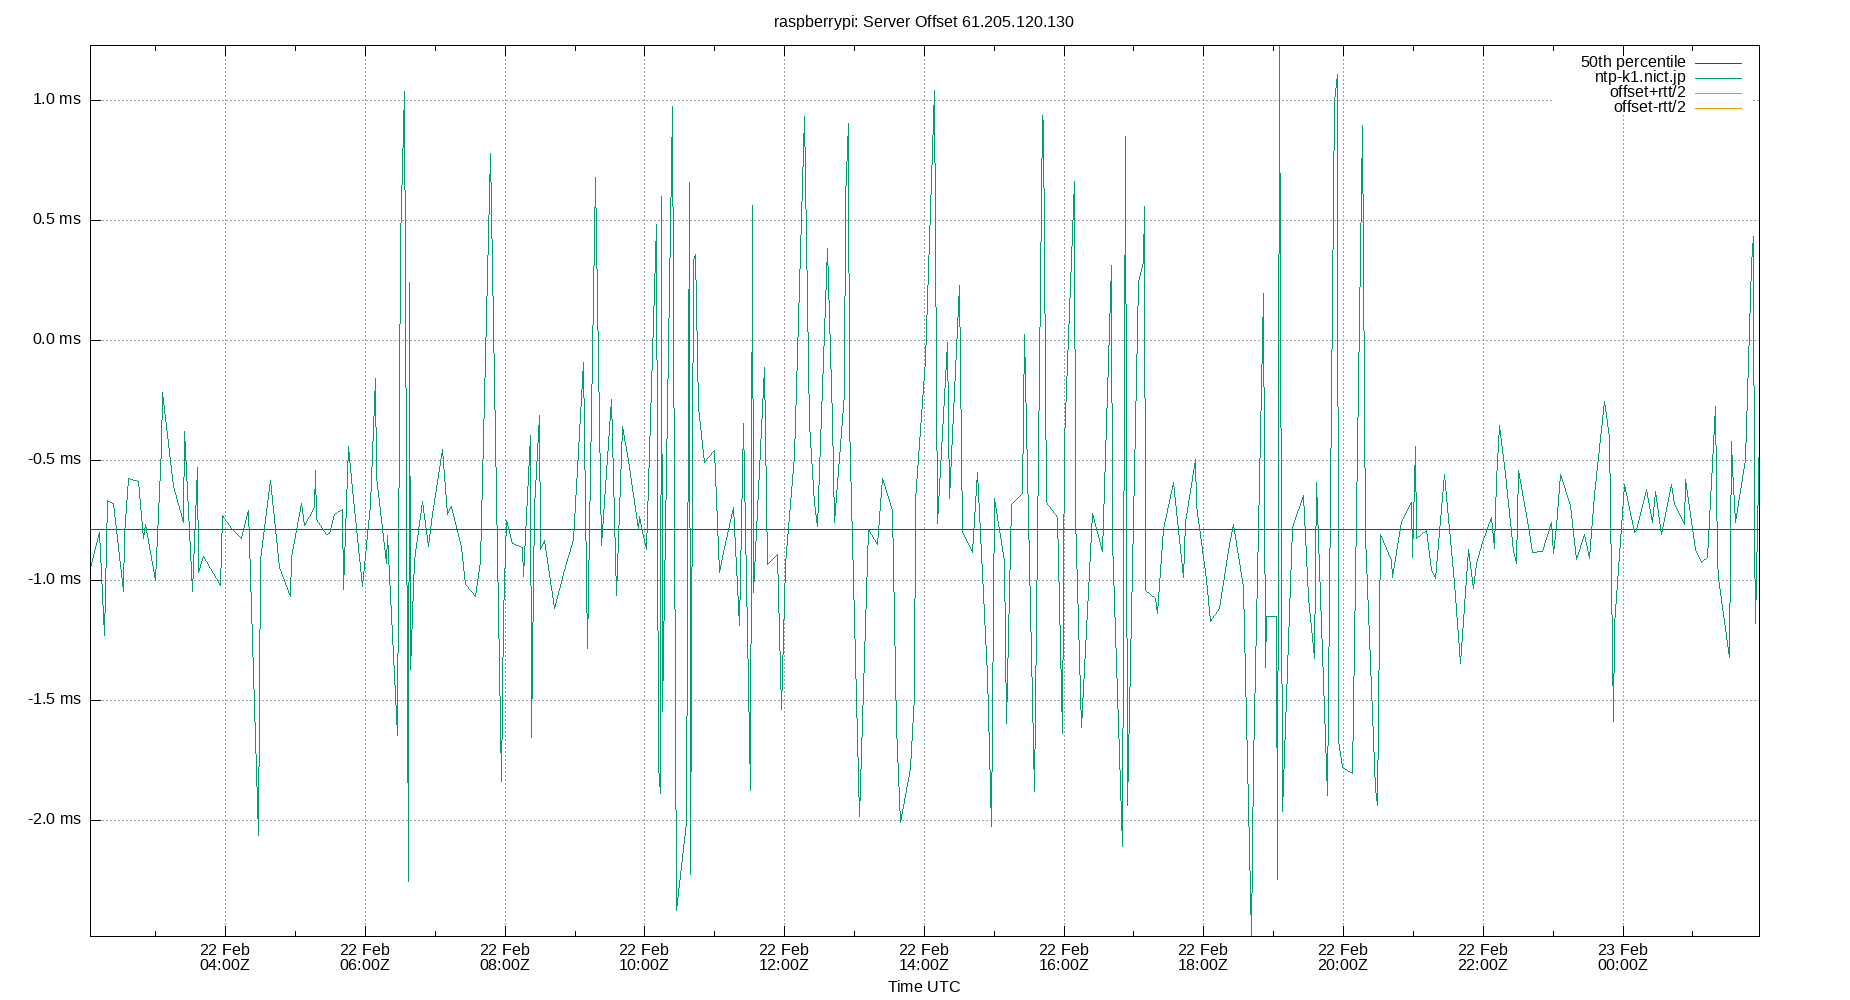 raspberrypi: Server Offset 61.205.120.130
50th percentile
ntp-k1.nict.jp
offset+rtt/2
offset-rtt/2
1.0 ms
0.5 ms
0.0 ms
-0.5 ms
-1.0 ms
-1.5 ms
-2.0 ms
22 Feb 22 Feb 22 Feb 22 Feb 22 Feb 22 Feb 22 Feb 22 Feb 22 Feb 22 Feb 23 Feb
04:00Z 06:00Z 08:00Z 10:00Z 12:00Z 14:00Z 16:00Z 18:00Z 20:00Z 22:00Z 00:00Z
Time UTC